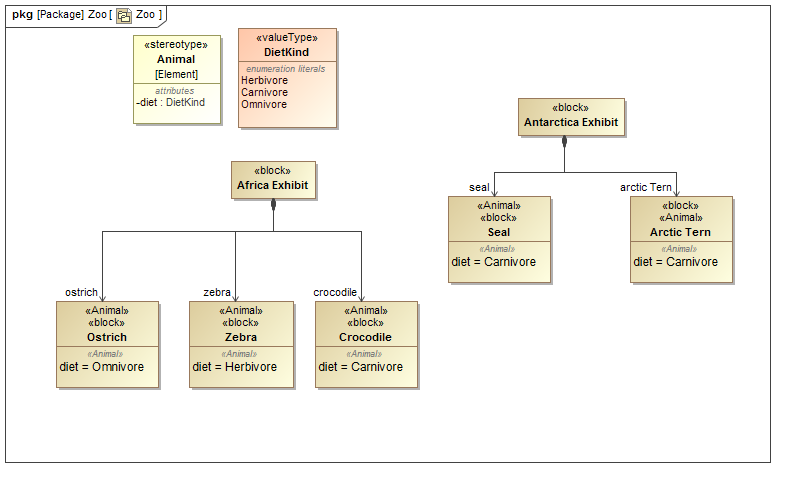 pkg [Package] Zoo [ Zoo ]
«stereotype»
Animal
[Element]
attributes
-diet : DietKind
«valueType»
DietKind
enumeration literals
Herbivore
Carnivore
Omnivore
«block»
Antarctica Exhibit
«block»
Africa Exhibit
seal
arctic Tern
«Animal»
«block»
Seal
«Animal»
diet = Carnivore
«block»
«Animal»
Arctic Tern
«Animal»
diet = Carnivore
ostrich
zebra
crocodile
«Animal»
«block»
Ostrich
«Animal»
diet = Omnivore
«Animal»
«block»
Zebra
«Animal»
diet = Herbivore
«Animal»
«block»
Crocodile
«Animal»
diet = Carnivore